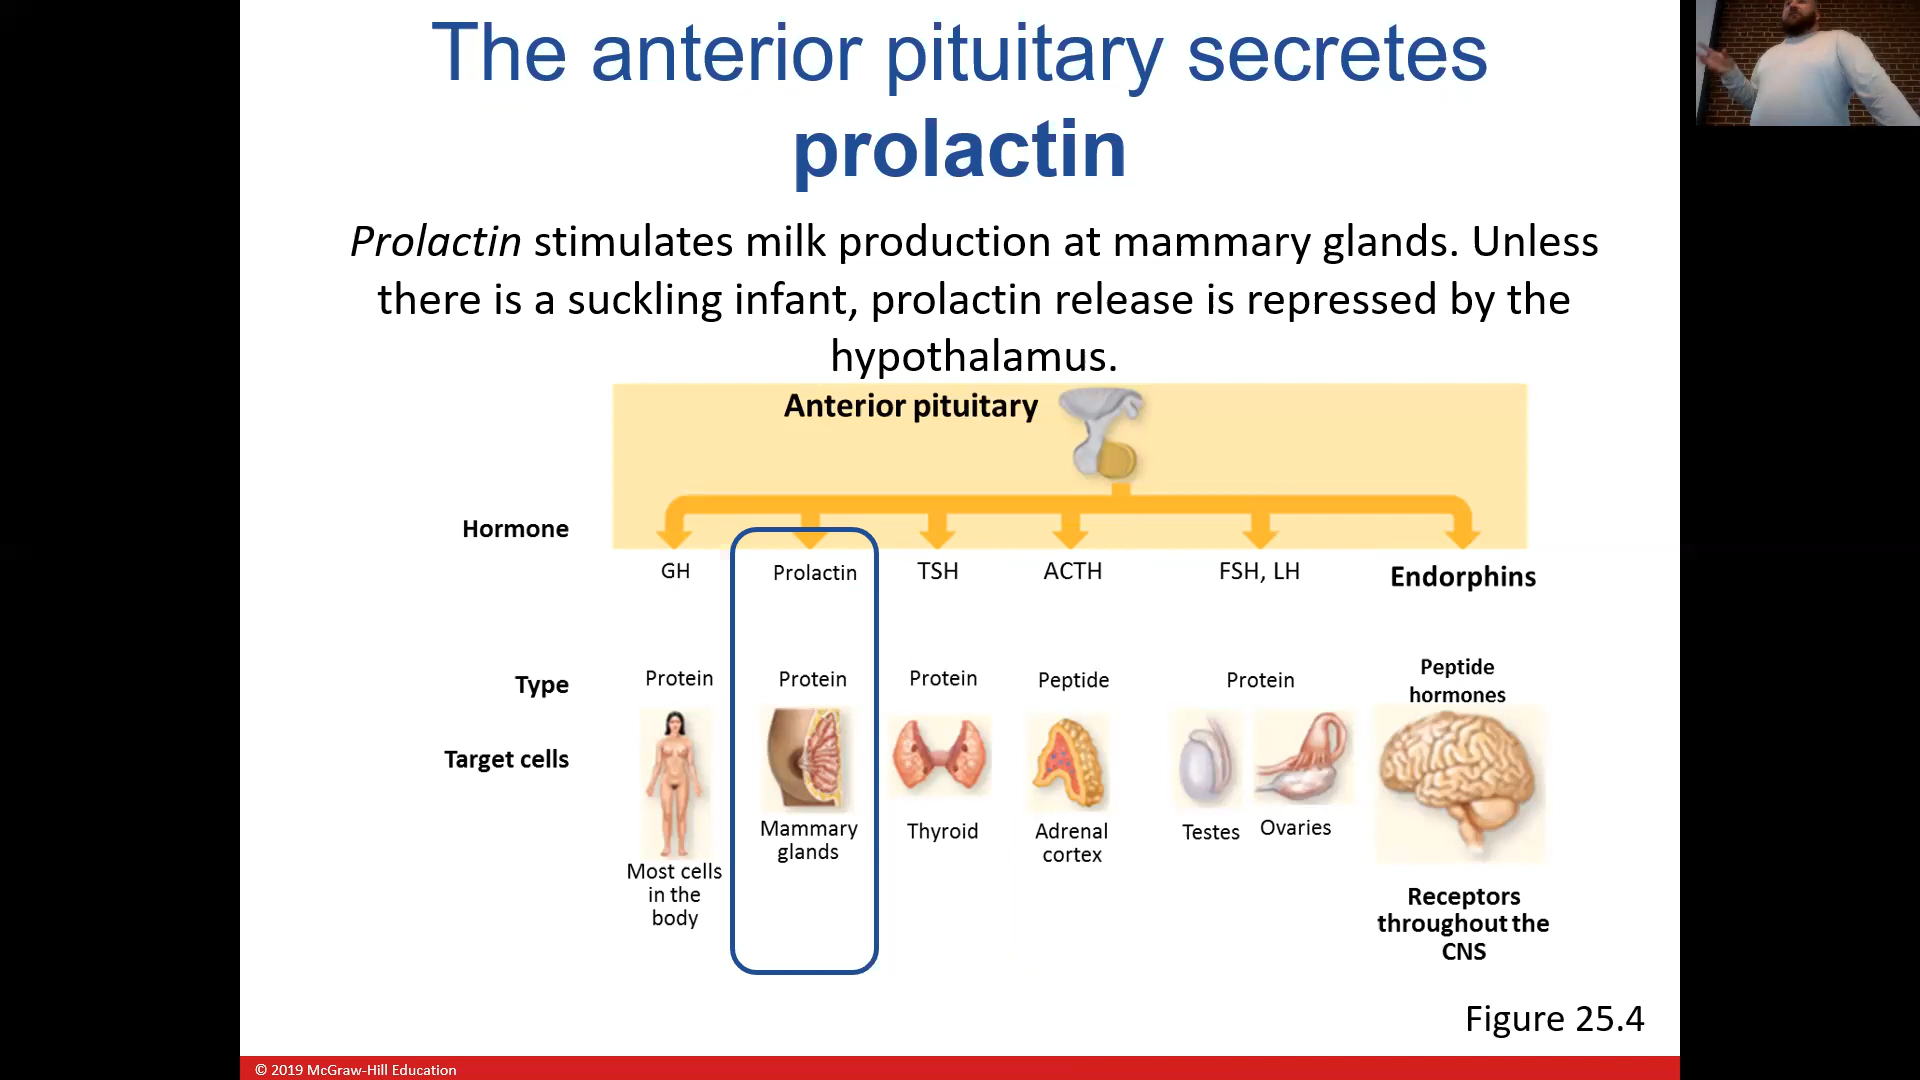 The anterior pituitary secretes
prolactin
Prolactin stimulates milk production at mammary glands. Unless
there is a suckling infant, prolactin release is repressed by the
hypothalamus.
Anterior pituitary
Hormone
GH
Prolactin
TSH
ACTH
FSH, LH
Endorphins
Type
Protein
Protein
Protein
Peptide
Protein
Peptide
hormones
Target cells
Most cells
in the
body
Mammary
glands
Thyroid
Adrenal
cortex
Testes
Ovaries
Receptors
throughout the
CNS
Figure 25.4
© 2019 McGraw-Hill Education